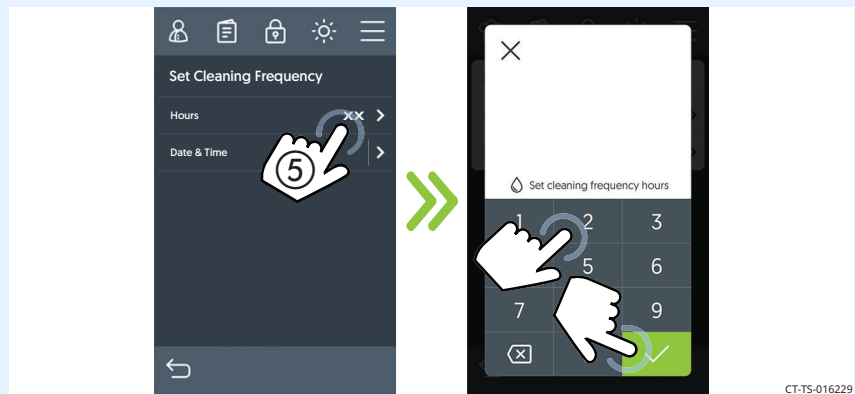 Set Cleaning Frequency
Hours xx
Date & Time
5
Set cleaning frequency hours
1 2 3
5 6
7 9
CT-TS-016229